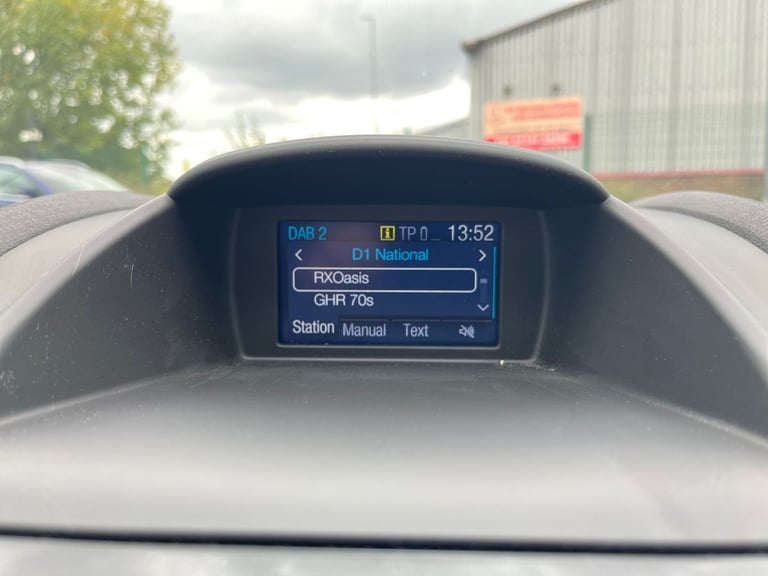 DAB 2 i TP 13:52
< D1 National >
RXOasis
GHR 70s
Station Manual Text